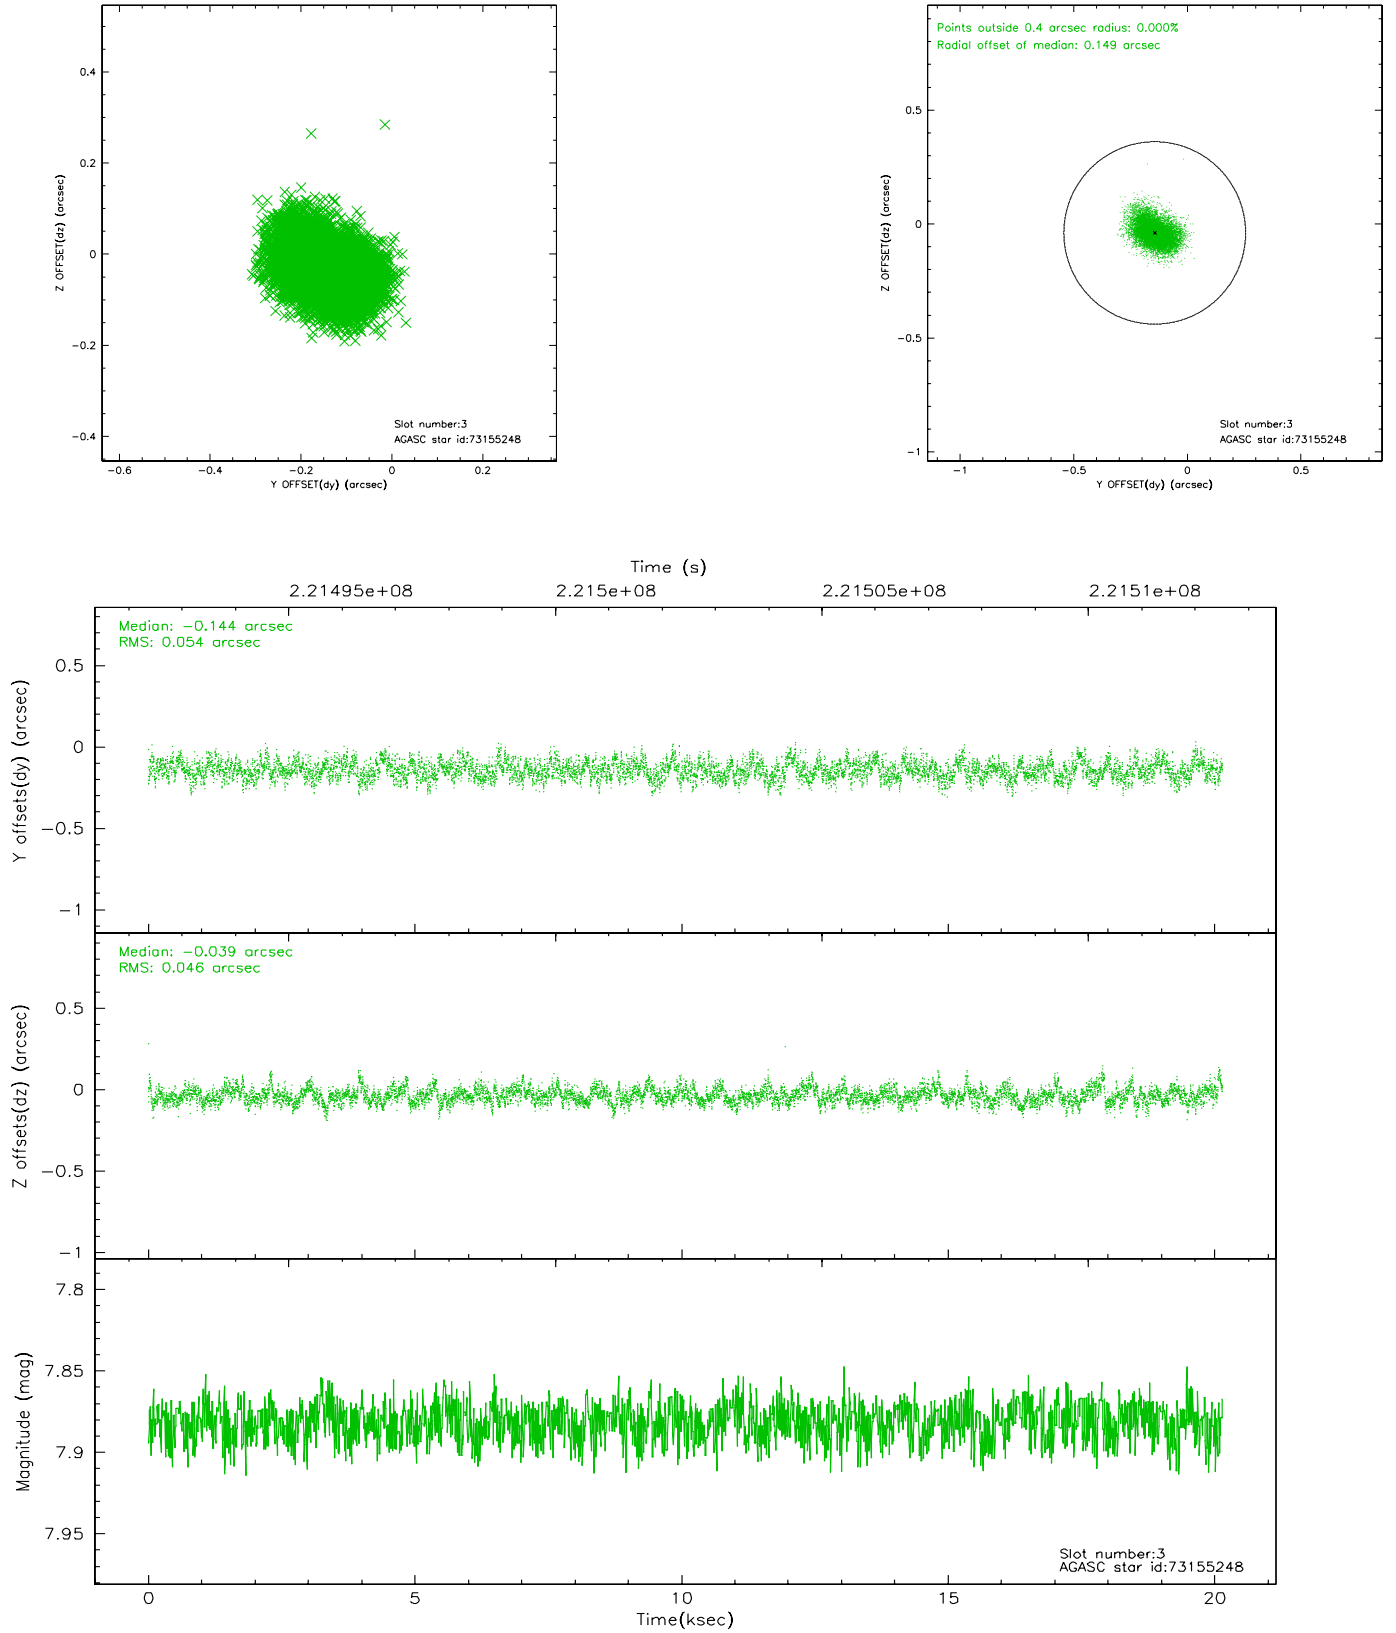 0.4
0.2
0
−0.2
−0.4
Z OFFSET(dz) (arcsec)
Slot number:3
AGASC star id:73155248
−0.6 −0.4 −0.2 0 0.2
Y OFFSET(dy) (arcsec)
Points outside 0.4 arcsec radius: 0.000%
Radial offset of median: 0.149 arcsec
0.5
0
−0.5
−1
Z OFFSET(dz) (arcsec)
Slot number:3
AGASC star id:73155248
−1 −0.5 0 0.5
Y OFFSET(dy) (arcsec)
Time (s)
2.21495e+08 2.215e+08 2.21505e+08 2.2151e+08
Median: −0.144 arcsec
RMS: 0.054 arcsec
0.5
0
−0.5
−1
Y offsets(dy) (arcsec)
Median: −0.039 arcsec
RMS: 0.046 arcsec
0.5
0
−0.5
−1
Z offsets(dz) (arcsec)
7.8
7.85
7.9
7.95
Magnitude (mag)
Slot number:3
AGASC star id:73155248
0 5 10 15 20
Time(ksec)